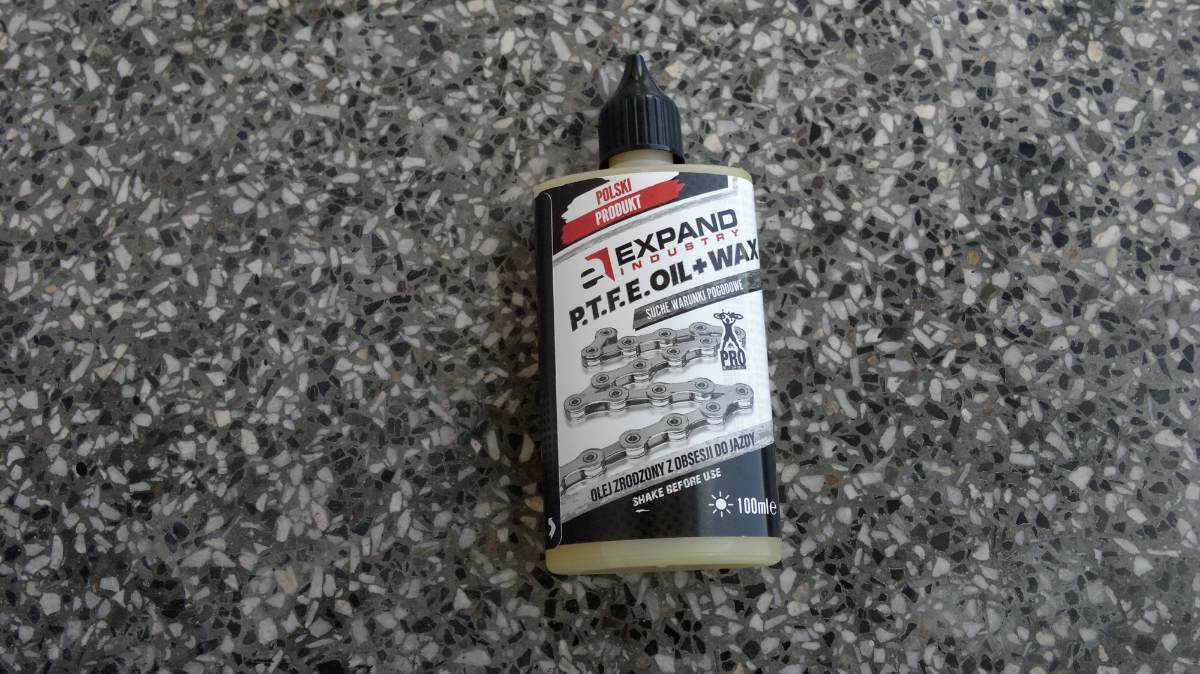 POLSKI
PRODUKT
EXPAND
INDUSTRY
P.T.F.E. OIL+WAX
SUCHE WARUNKI POGODOWE
PRO
OLEJ ZRODZONY Z OBSESJI DO JAZDY...
SHAKE BEFORE USE
100ml e